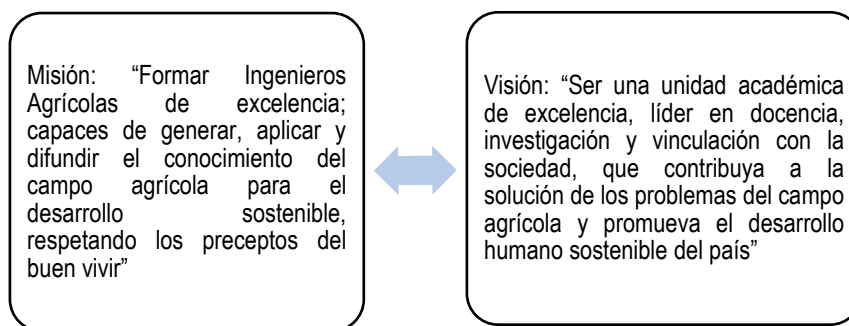 Misión: “Formar Ingenieros
Agrícolas de excelencia;
capaces de generar, aplicar y
difundir el conocimiento del
campo agrícola para el
desarrollo sostenible,
respetando los preceptos del
buen vivir”
Visión: “Ser una unidad académica
de excelencia, líder en docencia,
investigación y vinculación con la
sociedad, que contribuya a la
solución de los problemas del campo
agrícola y promueva el desarrollo
humano sostenible del país”